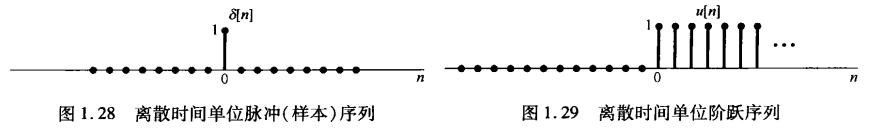 δ[n]
1
0
n
图 1.28 离散时间单位脉冲(样本)序列
u[n]
1
...
0
n
图 1.29 离散时间单位阶跃序列